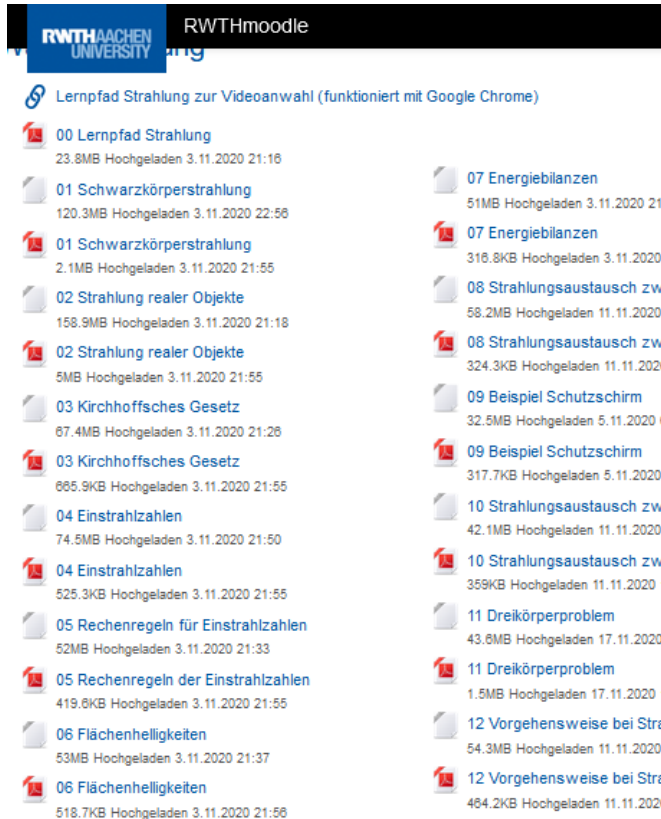 RWTHAACHEN
UNIVERSITY
RWTHmoodle
Lernpfad Strahlung zur Videoanwahl (funktioniert mit Google Chrome)
00 Lernpfad Strahlung
23.8MB Hochgeladen 3.11.2020 21:16
01 Schwarzkörperstrahlung
120.3MB Hochgeladen 3.11.2020 22:56
01 Schwarzkörperstrahlung
2.1MB Hochgeladen 3.11.2020 21:55
02 Strahlung realer Objekte
158.9MB Hochgeladen 3.11.2020 21:18
02 Strahlung realer Objekte
5MB Hochgeladen 3.11.2020 21:55
03 Kirchhoffsches Gesetz
67.4MB Hochgeladen 3.11.2020 21:26
03 Kirchhoffsches Gesetz
665.9KB Hochgeladen 3.11.2020 21:55
04 Einstrahlzahlen
74.5MB Hochgeladen 3.11.2020 21:50
04 Einstrahlzahlen
525.3KB Hochgeladen 3.11.2020 21:55
05 Rechenregeln für Einstrahlzahlen
52MB Hochgeladen 3.11.2020 21:33
05 Rechenregeln der Einstrahlzahlen
419.6KB Hochgeladen 3.11.2020 21:55
06 Flächenhelligkeiten
53MB Hochgeladen 3.11.2020 21:37
06 Flächenhelligkeiten
518.7KB Hochgeladen 3.11.2020 21:56
07 Energiebilanzen
51MB Hochgeladen 3.11.2020 21
07 Energiebilanzen
316.8KB Hochgeladen 3.11.2020
08 Strahlungsaustausch zw
58.2MB Hochgeladen 11.11.2020
08 Strahlungsaustausch zw
324.3KB Hochgeladen 11.11.202
09 Beispiel Schutzschirm
32.5MB Hochgeladen 5.11.2020
09 Beispiel Schutzschirm
317.7KB Hochgeladen 5.11.2020
10 Strahlungsaustausch zw
42.1MB Hochgeladen 11.11.2020
10 Strahlungsaustausch zw
359KB Hochgeladen 11.11.2020
11 Dreikörperproblem
43.6MB Hochgeladen 17.11.2020
11 Dreikörperproblem
1.5MB Hochgeladen 17.11.2020
12 Vorgehensweise bei Stra
54.3MB Hochgeladen 11.11.2020
12 Vorgehensweise bei Stra
464.2KB Hochgeladen 11.11.202